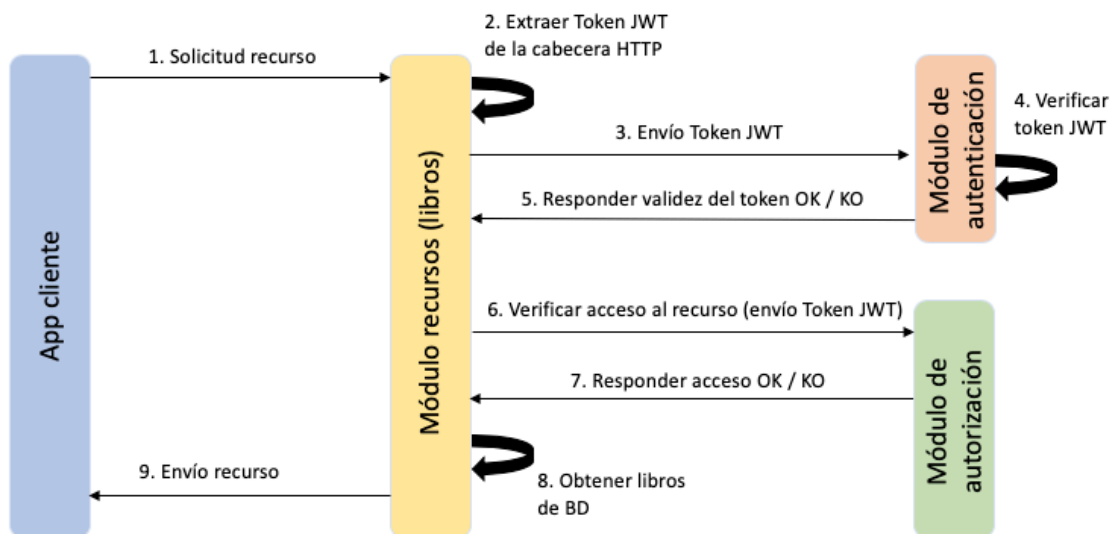 App cliente
1. Solicitud recurso
Módulo recursos (libros)
2. Extraer Token JWT
de la cabecera HTTP
3. Envío Token JWT
Módulo de
autenticación
4. Verificar
token JWT
5. Responder validez del token OK / KO
6. Verificar acceso al recurso (envío Token JWT)
Módulo de
autorización
7. Responder acceso OK / KO
8. Obtener libros
de BD
9. Envío recurso